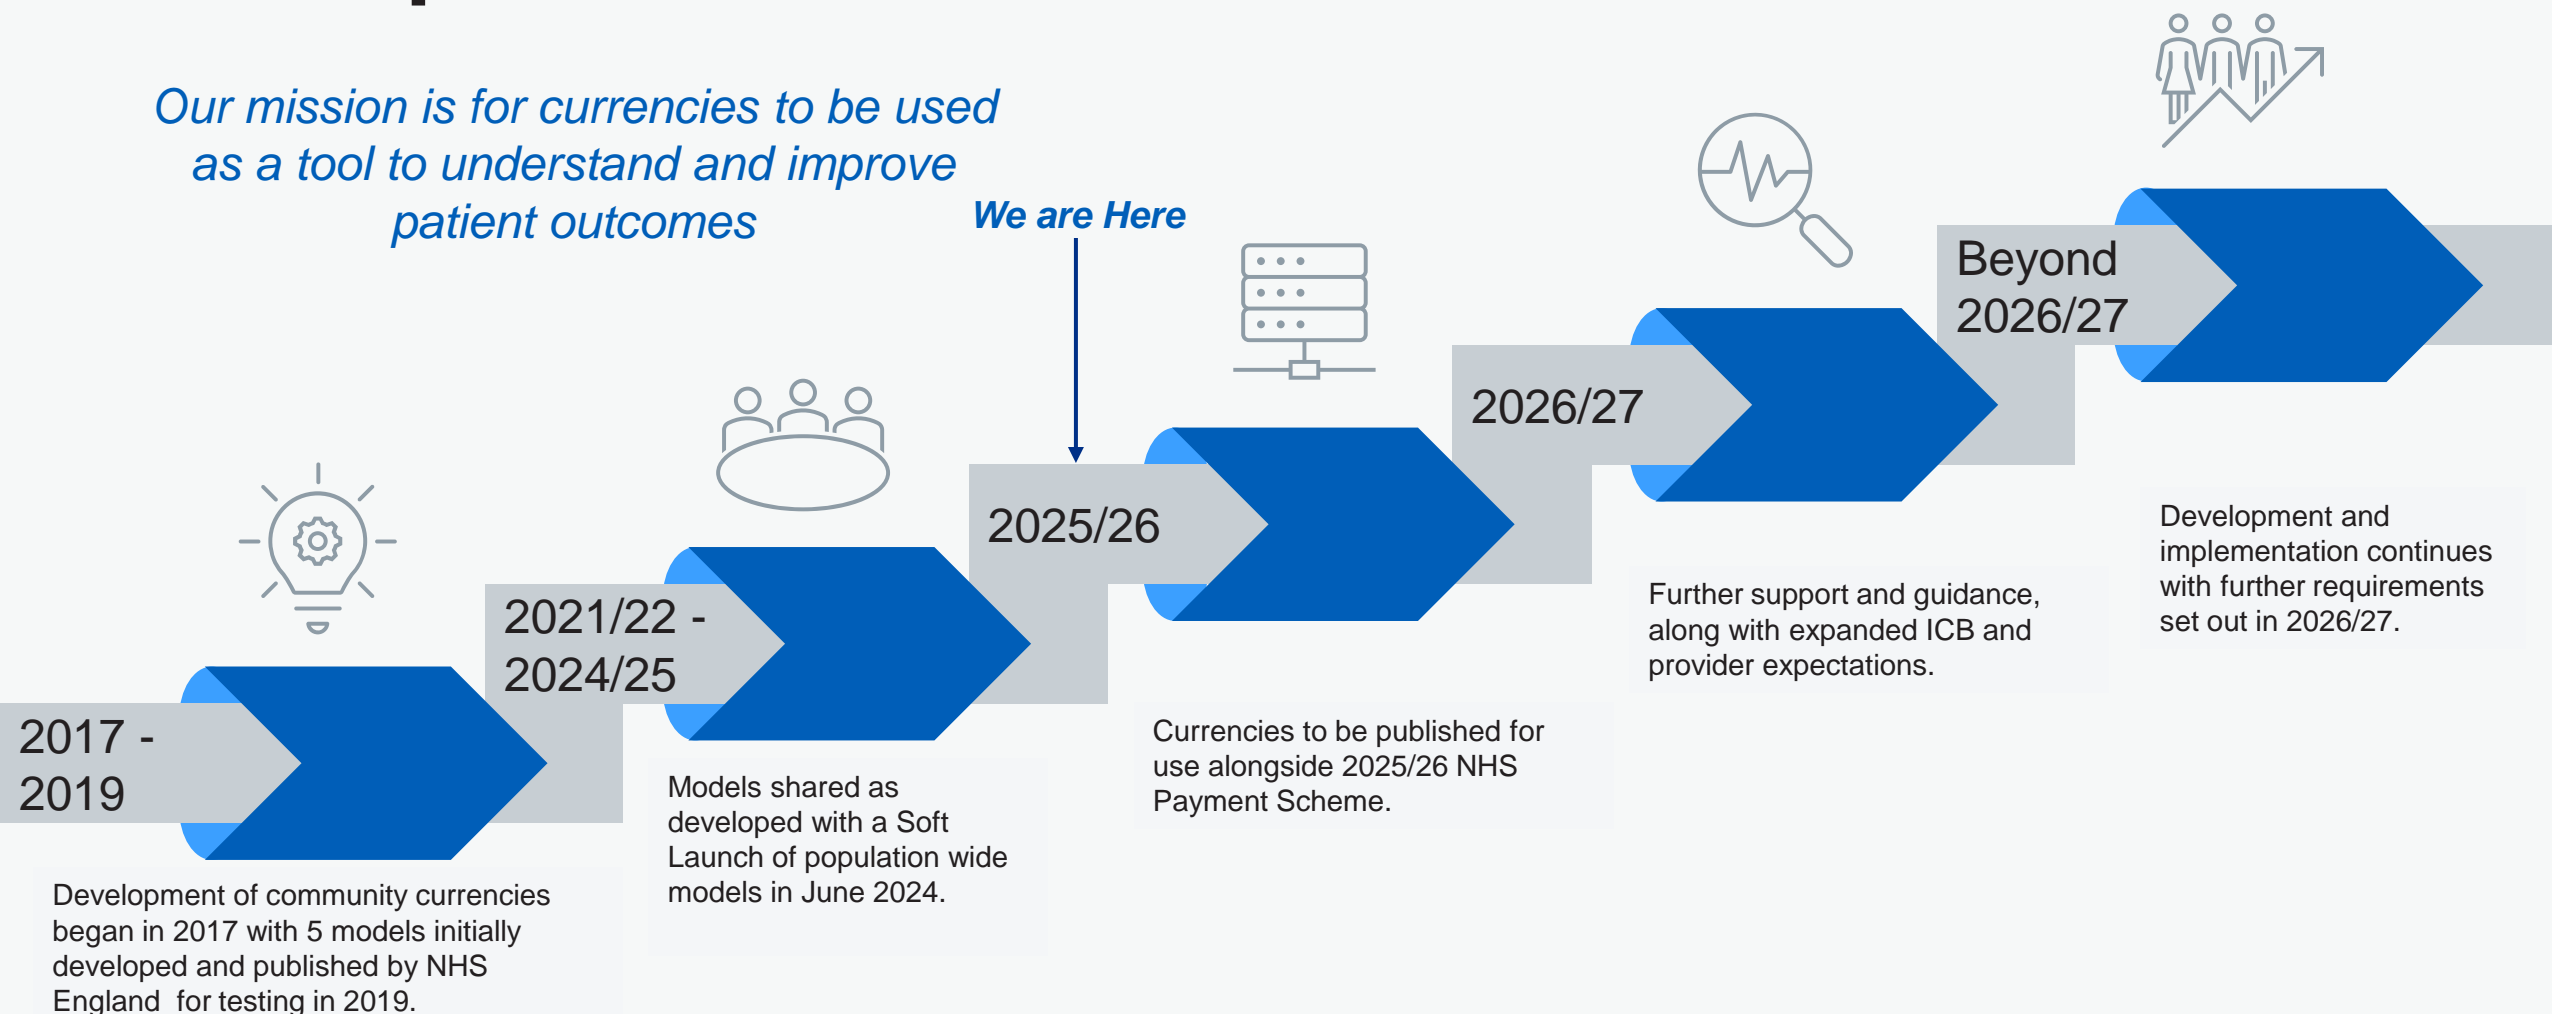 Our mission is for currencies to be used
as a tool to understand and improve
patient outcomes
We are Here
2017 -
2019
Development of community currencies
began in 2017 with 5 models initially
developed and published by NHS
England  for testing in 2019.
2021/22 -
2024/25
Models shared as
developed with a Soft
Launch of population wide
models in June 2024.
2025/26
Currencies to be published for
use alongside 2025/26 NHS
Payment Scheme.
2026/27
Further support and guidance,
along with expanded ICB and
provider expectations.
Beyond
2026/27
Development and
implementation continues
with further requirements
set out in 2026/27.